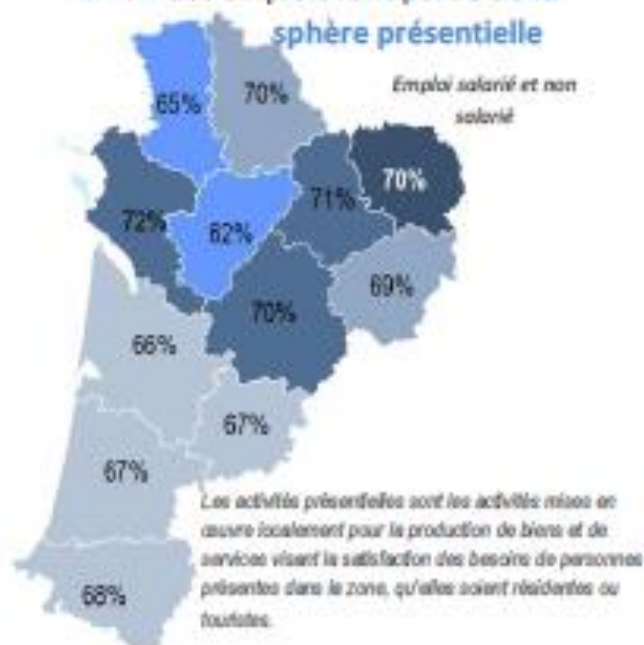 sphère présentielle
Emploi salarié et non
salarié
65%
70%
70%
71%
72%
62%
69%
70%
66%
67%
67%
68%
Les activités présentielles sont les activités mises en
œuvre localement pour la production de biens et de
services visant la satisfaction des besoins de personnes
présentes dans la zone, qu'elles soient résidentes ou
touristes.